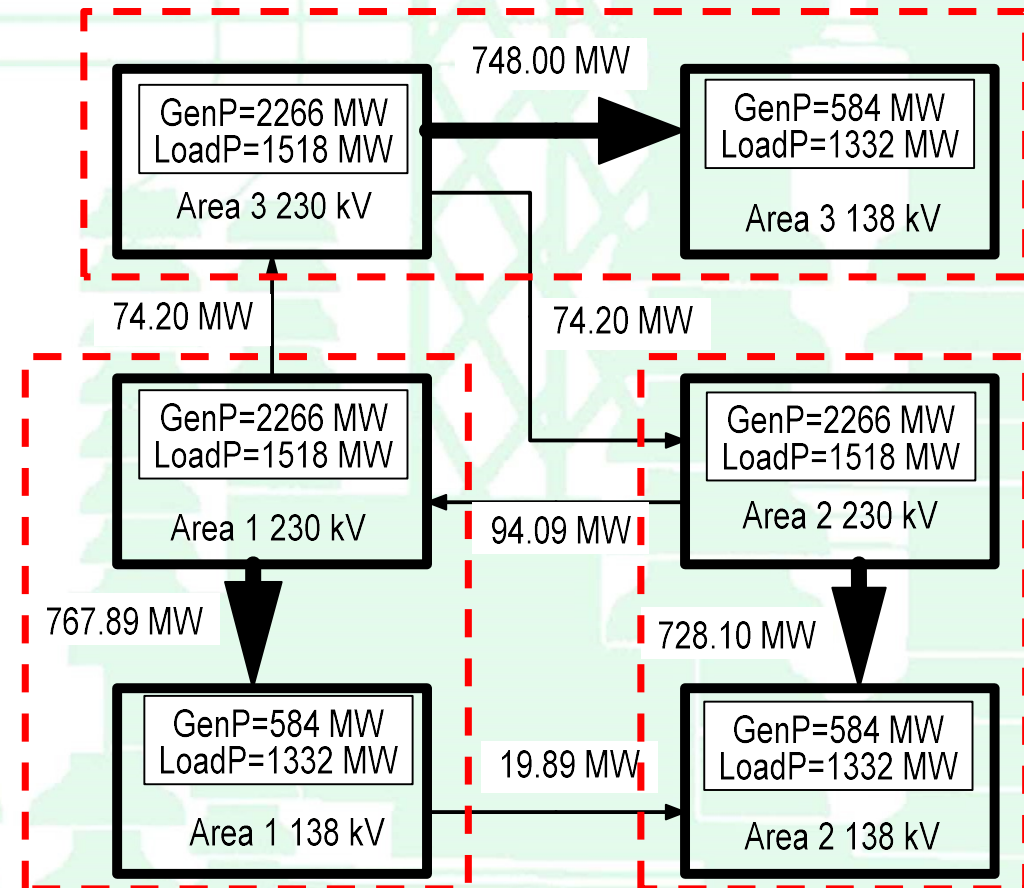 748.00 MW
GenP=2266 MW
LoadP=1518 MW
Area 3 230 kV
GenP=584 MW
LoadP=1332 MW
Area 3 138 kV
74.20 MW
74.20 MW
GenP=2266 MW
LoadP=1518 MW
Area 1 230 kV
GenP=2266 MW
LoadP=1518 MW
Area 2 230 kV
94.09 MW
767.89 MW
728.10 MW
GenP=584 MW
LoadP=1332 MW
Area 1 138 kV
19.89 MW
GenP=584 MW
LoadP=1332 MW
Area 2 138 kV